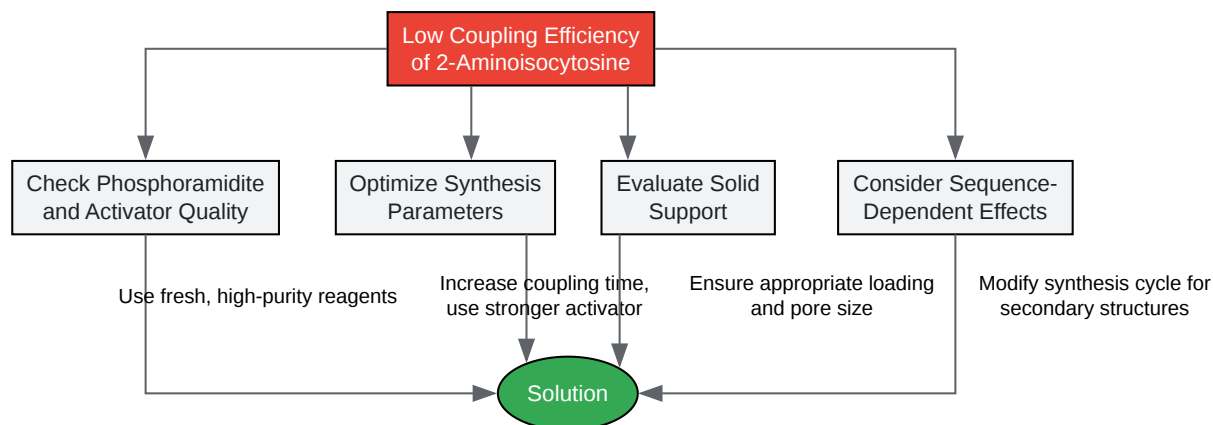 Low Coupling Efficiency
of 2-Aminoisocytosine
Check Phosphoramidite
and Activator Quality
Optimize Synthesis
Parameters
Evaluate Solid
Support
Consider Sequence-
Dependent Effects
Use fresh, high-purity reagents
Increase coupling time,
use stronger activator
Ensure appropriate loading
and pore size
Modify synthesis cycle for
secondary structures
Solution